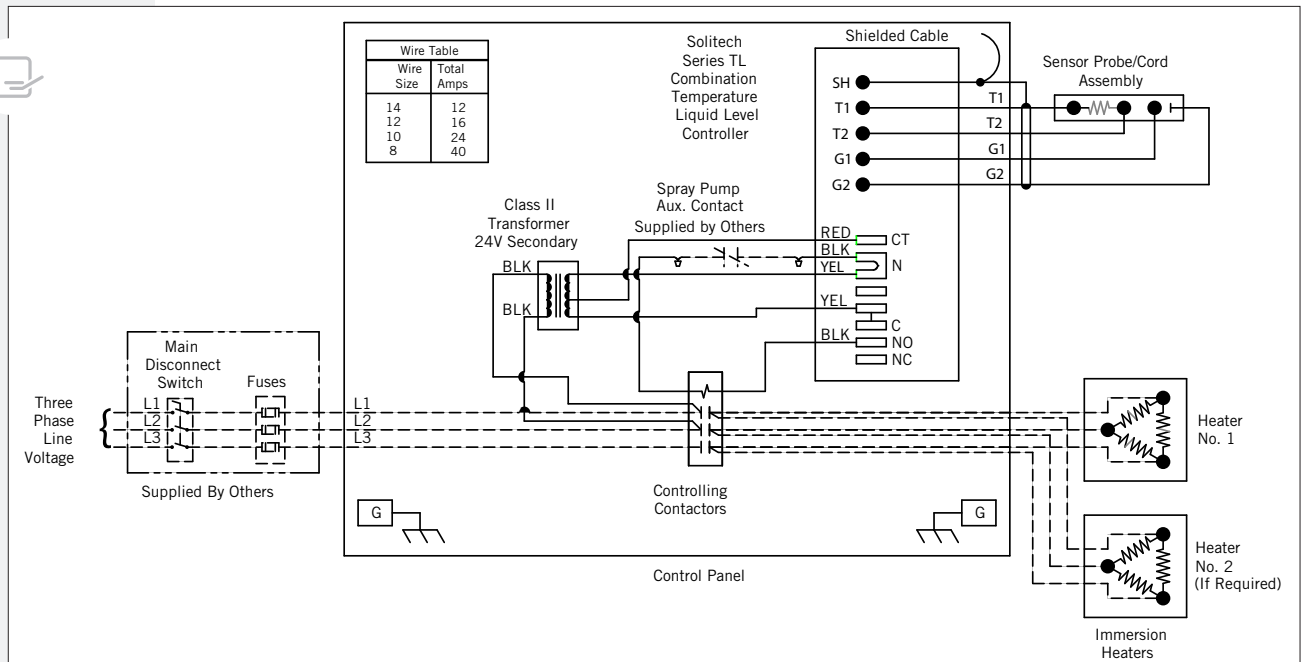 Wire Table
Wire Size
Total Amps
14 12
12 16
10 24
8 40
Solitech
Series TL
Combination
Temperature
Liquid Level
Controller
Shielded Cable
SH
T1
T2
G1
G2
T1
T2
G1
G2
Sensor Probe/Cord
Assembly
Class II
Transformer
24V Secondary
Spray Pump
Aux. Contact
Supplied by Others
RED
BLK
YEL
YEL
BLK
CT
N
C
NO
NC
BLK
BLK
Main
Disconnect
Switch
Fuses
Three
Phase
Line
Voltage
L1
L2
L3
L1
L2
L3
Supplied By Others
Controlling
Contactors
G
G
Control Panel
Heater
No. 1
Heater
No. 2
(If Required)
Immersion
Heaters